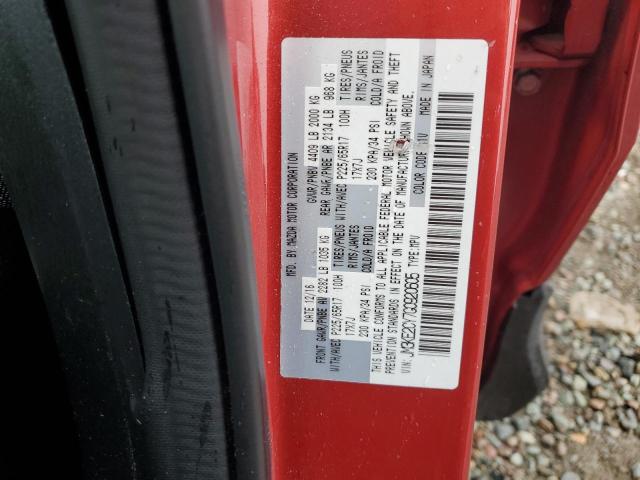 MFD. BY: MAZDA MOTOR CORPORATION
DATE: 12/16 GVWR/PNBV 4409 LB 2000 KG
FRONT GAWR/PNBE AV 2282 LB 1035 KG REAR GAWR/PNBE AR 2134 LB 968 KG
WITH/AVEC TIRES/PNEUS WITH/AVEC TIRES/PNEUS
P225/65R17 100H RIMS/JANTES P225/65R17 100H RIMS/JANTES
17X7J COLD/A FROID 17X7J COLD/A FROID
230 KPA/34 PSI 230 KPA/34 PSI
THIS VEHICLE CONFORMS TO ALL APPLICABLE FEDERAL MOTOR VEHICLE SAFETY AND THEFT
PREVENTION STANDARDS IN EFFECT ON THE DATE OF MANUFACTURE SHOWN ABOVE.
VIN: JM3KE2CY7G0920605 TYPE: MPV COLOR CODE: 41V MADE IN JAPAN